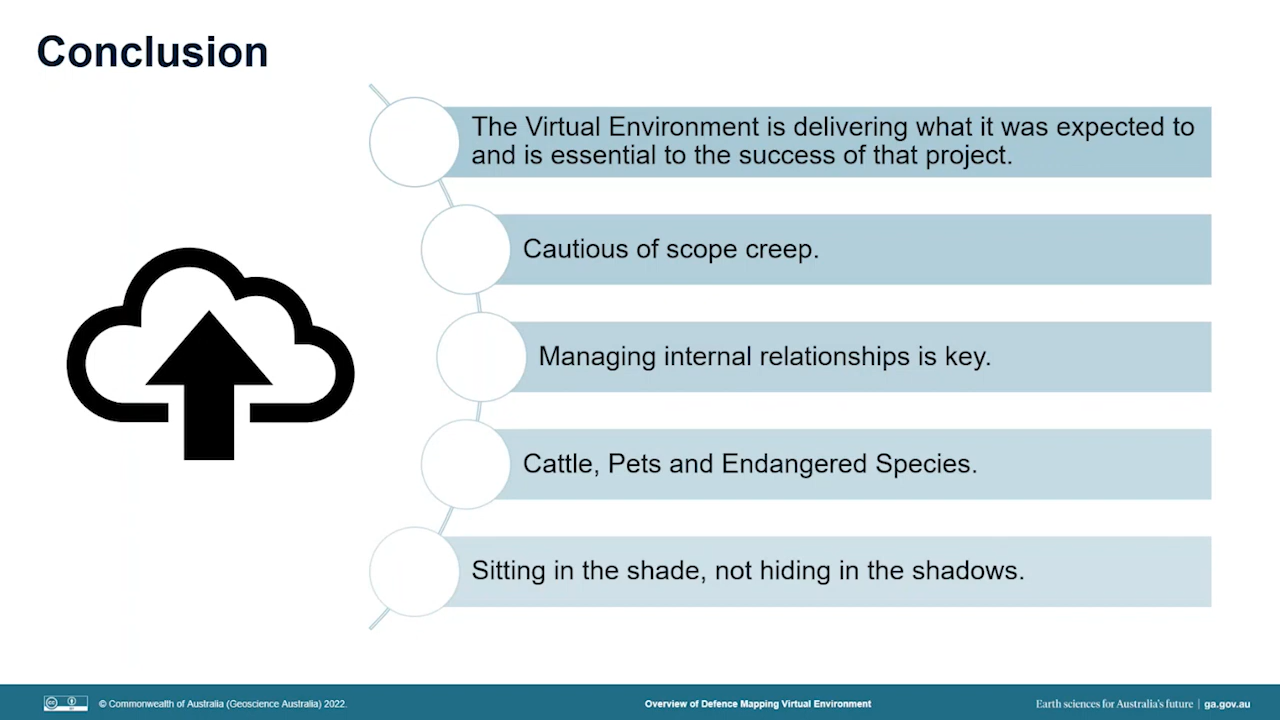 Conclusion
The Virtual Environment is delivering what it was expected to
and is essential to the success of that project.
Cautious of scope creep.
Managing internal relationships is key.
Cattle, Pets and Endangered Species.
Sitting in the shade, not hiding in the shadows.
© Commonwealth of Australia (Geoscience Australia) 2022.
Overview of Defence Mapping Virtual Environment
Earth sciences for Australia's future | ga.gov.au